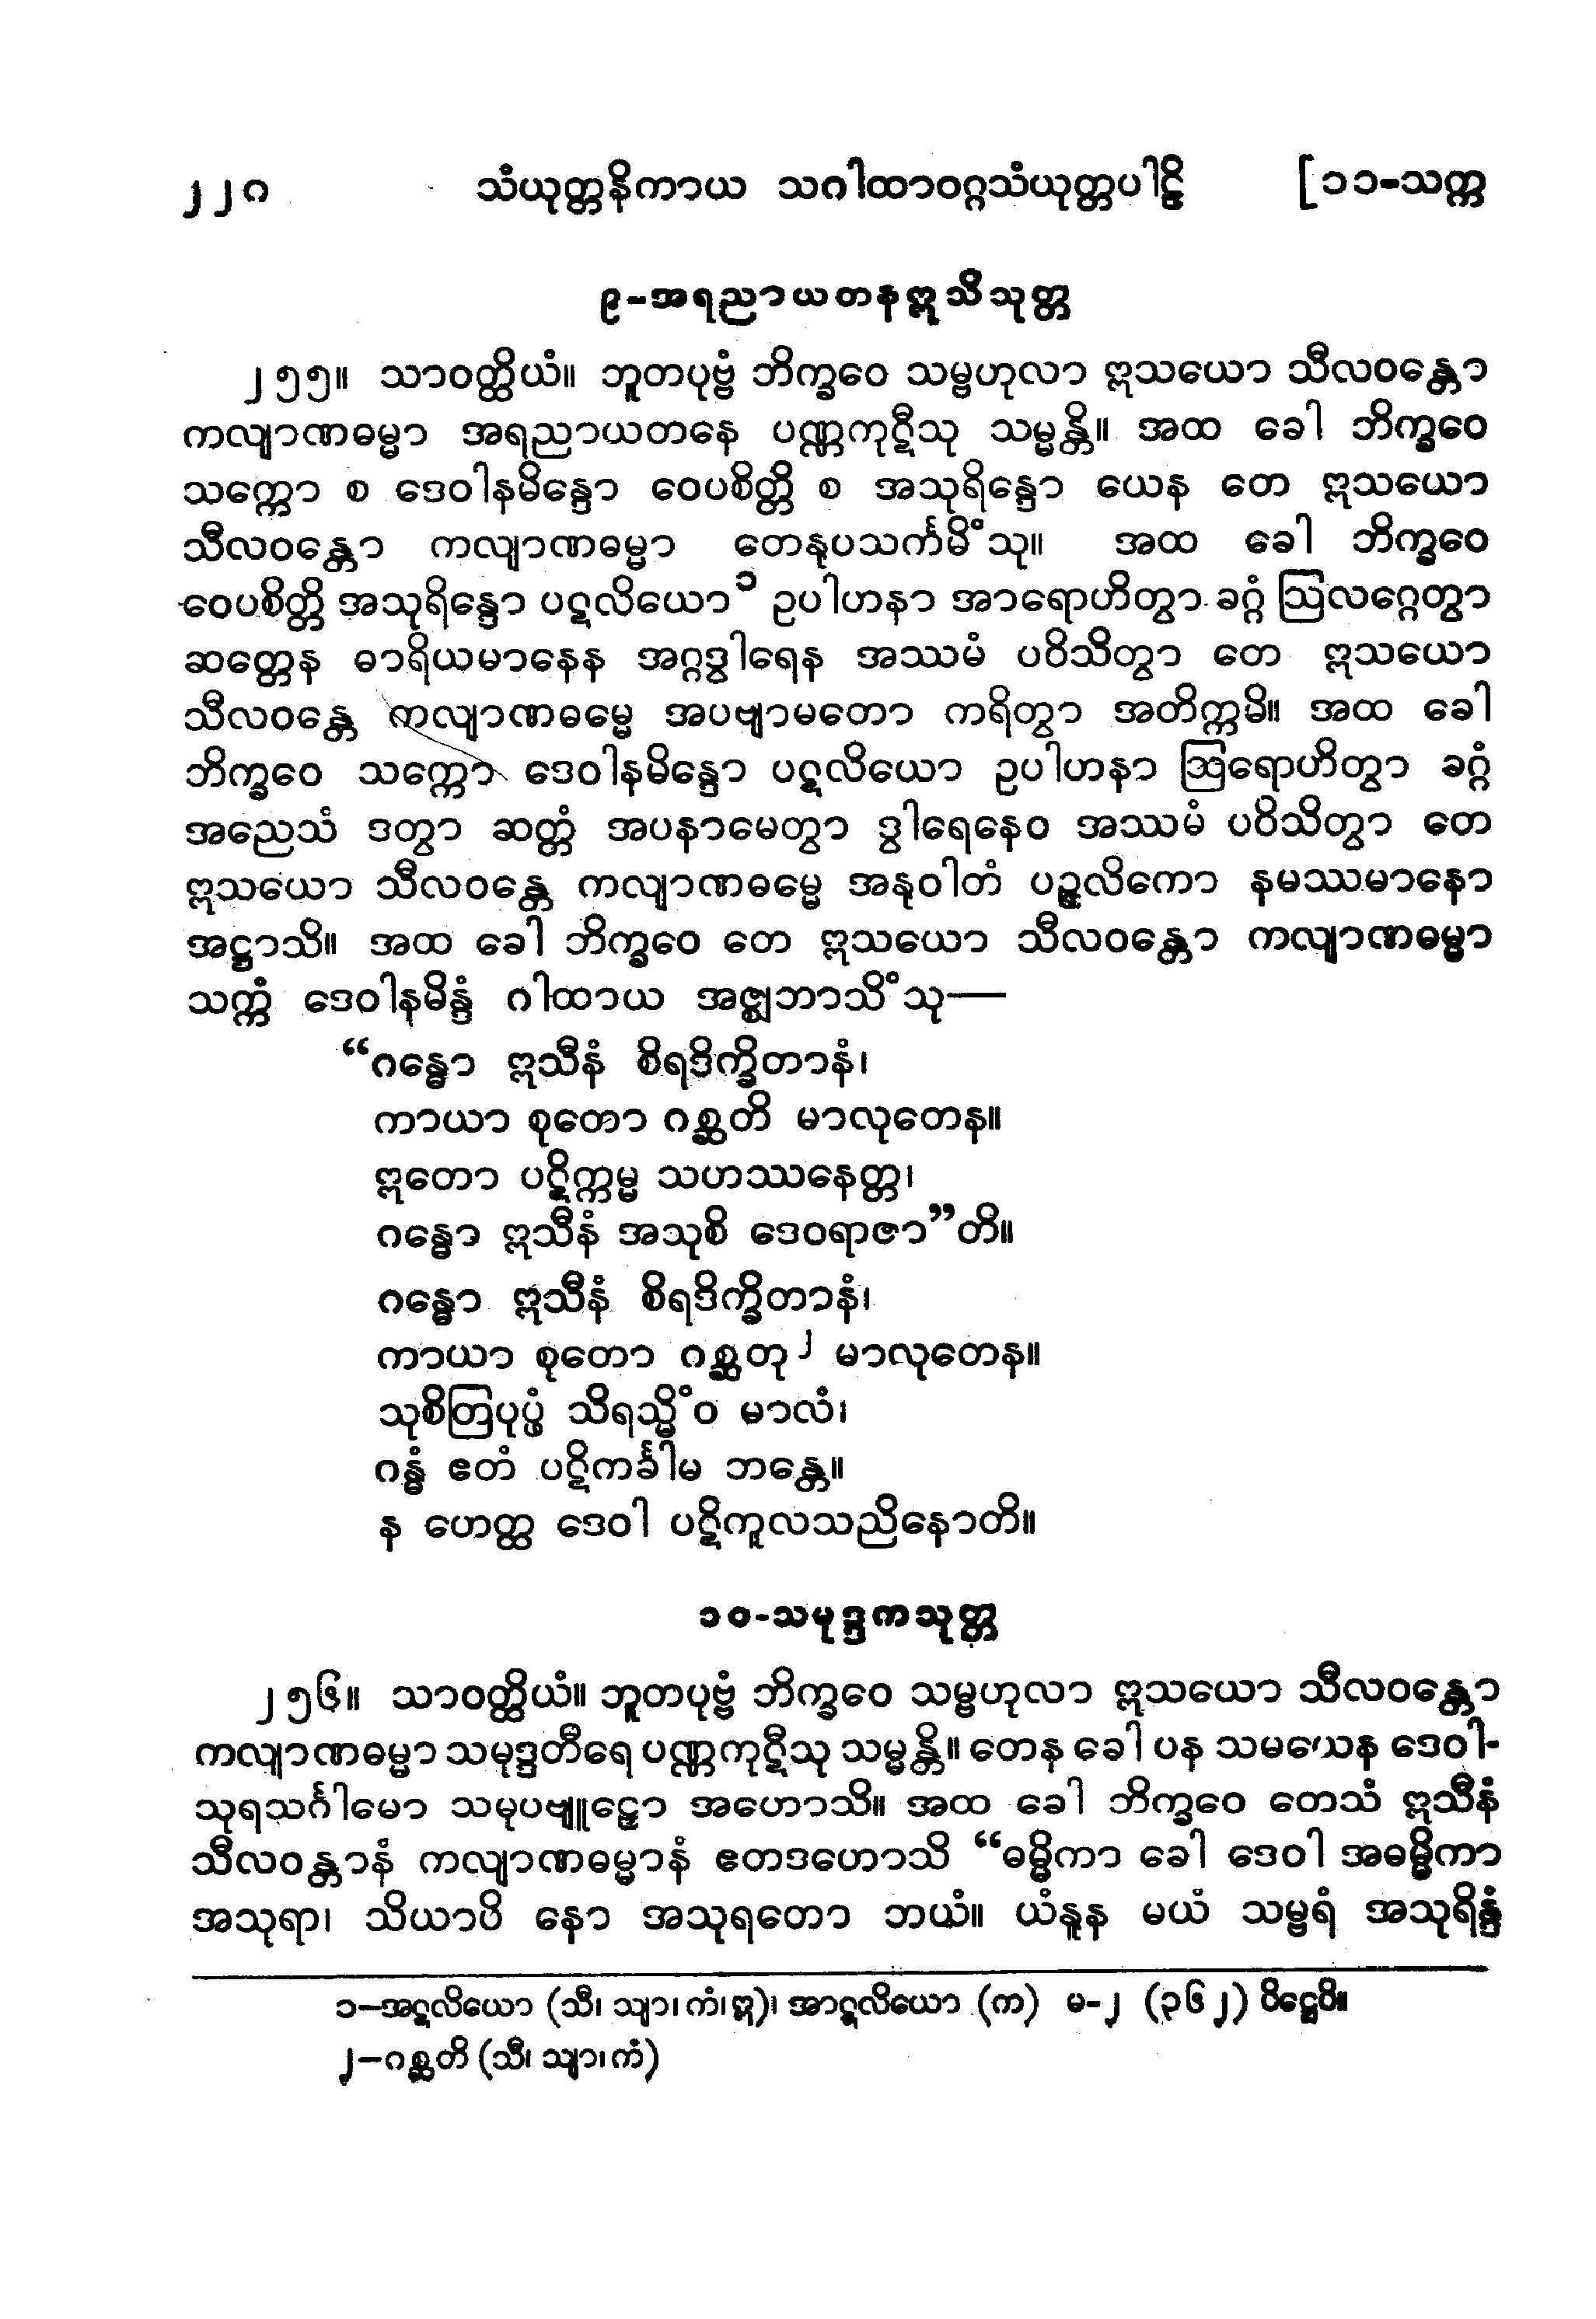 ၂၂၈ သံယုတ္တနိကာယ သဂါထာဝဂ္ဂသံယုတ္တပါဠိ [၁၁-သက္က
၉-အရညာယတနဣသိသုတ္တ
၂၅၅။ သာဝတ္ထိယံ။ ဘူတပုဗ္ဗံ ဘိက္ခဝေ သမ္ဗဟုလာ ဣသယော သီလဝန္တော
ကလျာဏဓမ္မာ အရညာယတနေ ပဏ္ဏကုဋီသု သမ္မန္တိ။ အထ ခေါ ဘိက္ခဝေ
သက္ကော စ ဒေဝါနမိန္ဒော ဝေပစိတ္တိ စ အသုရိန္ဒော ယေန တေ ဣသယော
သီလဝန္တော ကလျာဏဓမ္မာ တေနုပသင်္ကမိံသု။ အထ ခေါ ဘိက္ခဝေ
ဝေပစိတ္တိ အသုရိန္ဒော ပဋလိယော၁ ဥပါဟနာ အာရောဟိတွာ ခဂ္ဂံ ဩလဂ္ဂေတွာ
ဆတ္တေန ဓာရိယမာနေန အဂ္ဂဒွါရေန အဿမံ ပဝိသိတွာ တေ ဣသယော
သီလဝန္တေ ကလျာဏဓမ္မေ အပဗျာမတော ကရိတွာ အတိက္ကမိ။ အထ ခေါ
ဘိက္ခဝေ သက္ကော ဒေဝါနမိန္ဒော ပဋလိယော ဥပါဟနာ ဩရောဟိတွာ ခဂ္ဂံ
အညေသံ ဒတွာ ဆတ္တံ အပနာမေတွာ ဒွါရေနေဝ အဿမံ ပဝိသိတွာ တေ
ဣသယော သီလဝန္တေ ကလျာဏဓမ္မေ အနုဝါတံ ပဉ္ဇလိကော နမဿမာနော
အဋ္ဌာသိ။ အထ ခေါ ဘိက္ခဝေ တေ ဣသယော သီလဝန္တော ကလျာဏဓမ္မာ
သက္ကံ ဒေဝါနမိန္ဒံ ဂါထာယ အဇ္ဈဘာသိံသု—
“ဂန္ဓော ဣသီနံ စိရဒိက္ခိတာနံ၊
ကာယာ စုတော ဂစ္ဆတိ မာလုတေန။
ဣတော ပဋိက္ကမ္မ သဟဿနေတ္တ၊
ဂန္ဓော ဣသီနံ အသုစိ ဒေဝရာဇာ”တိ။
ဂန္ဓော ဣသီနံ စိရဒိက္ခိတာနံ၊
ကာယာ စုတော ဂစ္ဆတု၂ မာလုတေန။
သုစိတြပုပ္ဖံ သိရသ္မိံဝ မာလံ၊
ဂန္ဓံ ဧတံ ပဋိကင်္ခါမ ဘန္တေ။
န ဟေတ္ထ ဒေဝါ ပဋိကူလသညိနောတိ။
၁၀-သမုဒ္ဒကသုတ္တ
၂၅၆။ သာဝတ္ထိယံ။ ဘူတပုဗ္ဗံ ဘိက္ခဝေ သမ္ဗဟုလာ ဣသယော သီလဝန္တော
ကလျာဏဓမ္မာ သမုဒ္ဒတီရေ ပဏ္ဏကုဋီသု သမ္မန္တိ။ တေန ခေါ ပန သမယေန ဒေဝါ-
သုရသင်္ဂါမော သမုပဗျူဠှော အဟောသိ။ အထ ခေါ ဘိက္ခဝေ တေသံ ဣသီနံ
သီလဝန္တာနံ ကလျာဏဓမ္မာနံ ဧတဒဟောသိ “ဓမ္မိကာ ခေါ ဒေဝါ အဓမ္မိကာ
အသုရာ၊ သိယာပိ နော အသုရတော ဘယံ။ ယံနူန မယံ သမ္ဗရံ အသုရိန္ဒံ
၁−အဋလိယော (သီ၊ သျာ၊ ကံ၊ ဣ)၊ အာဋလိယော (က) မ-၂ (၃၆၂) ပိဋ္ဌေပိ။
၂−ဂစ္ဆတိ (သီ၊ သျာ၊ ကံ)